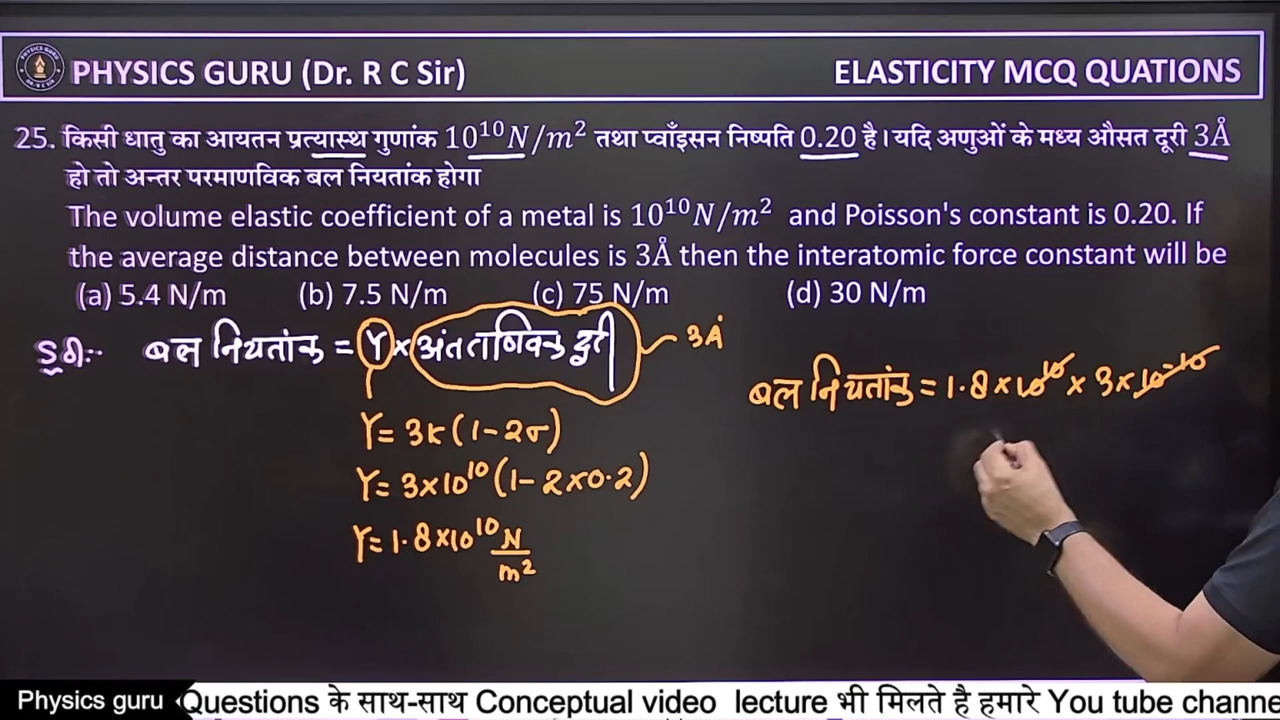 PHYSICS GURU (Dr. R C Sir)
ELASTICITY MCQ QUATIONS
25. किसी धातु का आयतन प्रत्यास्थ गुणांक 10¹⁰N/m² तथा प्वाँइसन निष्पति 0.20 है। यदि अणुओं के मध्य औसत दूरी 3Å
हो तो अन्तर परमाणविक बल नियतांक होगा
The volume elastic coefficient of a metal is 10¹⁰N/m² and Poisson's constant is 0.20. If
the average distance between molecules is 3Å then the interatomic force constant will be
(a) 5.4 N/m (b) 7.5 N/m (c) 75 N/m (d) 30 N/m
बल नियतांक = Y × दूरी
3Å
बल नियतांक = 1.8×10¹⁰ × 3×10⁻¹⁰
Y = 3K(1-2σ)
Y = 3×10¹⁰(1-2×0.2)
Y = 1.8×10¹⁰ N/m²
Physics guru
Questions के साथ-साथ Conceptual video lecture भी मिलते है हमारे You tube channe